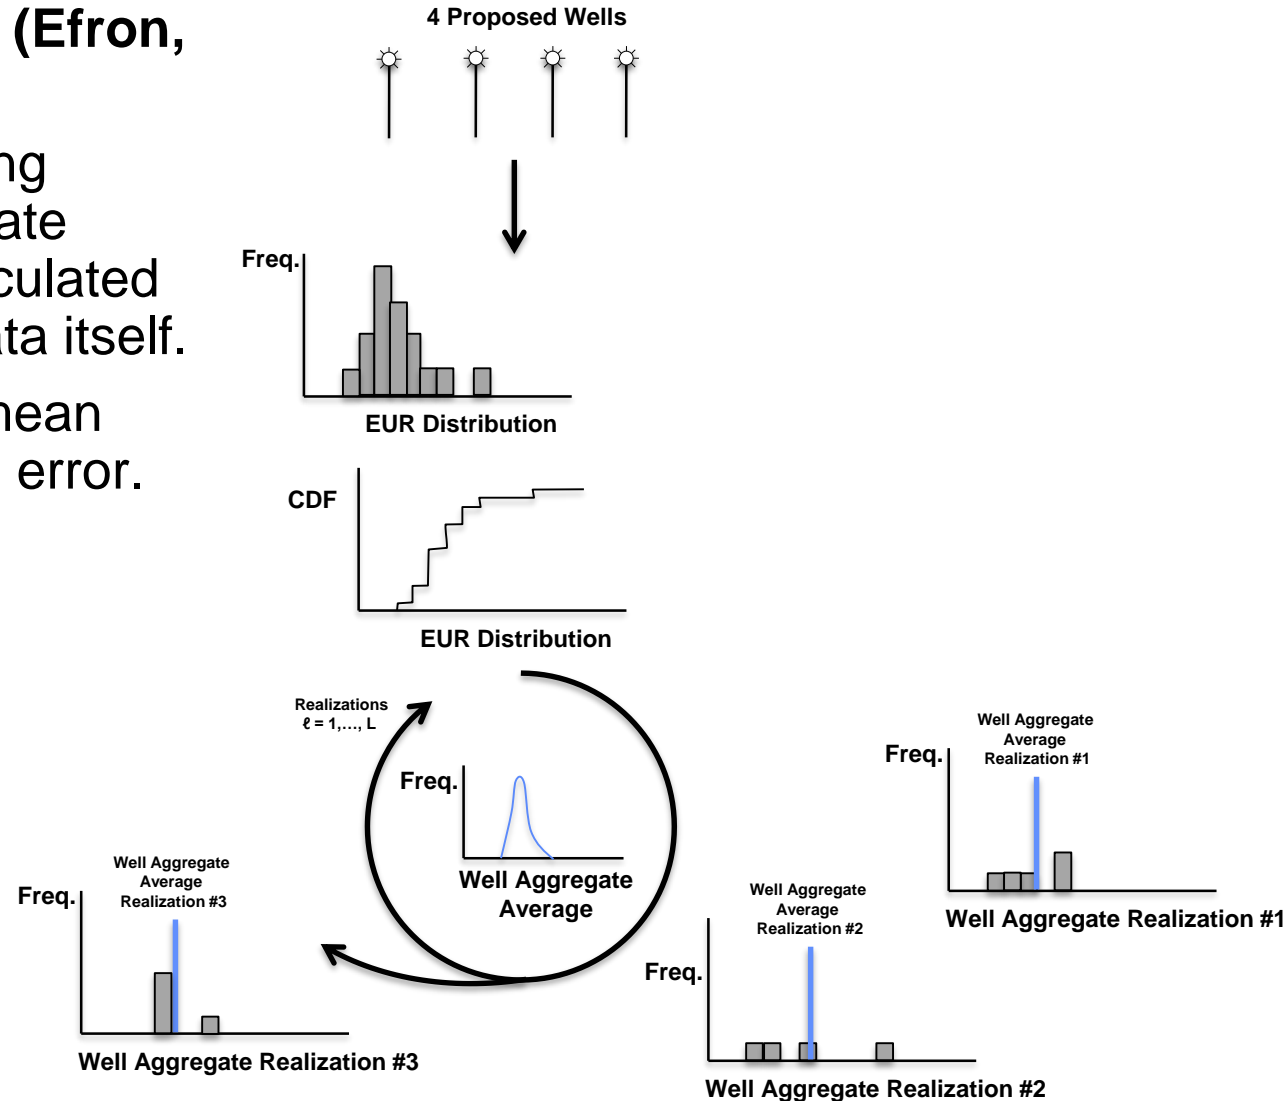 (Efron,
ng
ate
culated
ata itself.
nean
error.
4 Proposed Wells
Freq.
EUR Distribution
CDF
EUR Distribution
Realizations
ℓ = 1,…, L
Freq.
Well Aggregate
Average
Well Aggregate
Average
Realization #1
Freq.
Well Aggregate Realization #1
Well Aggregate
Average
Realization #2
Freq.
Well Aggregate Realization #2
Well Aggregate
Average
Realization #3
Freq.
Well Aggregate Realization #3